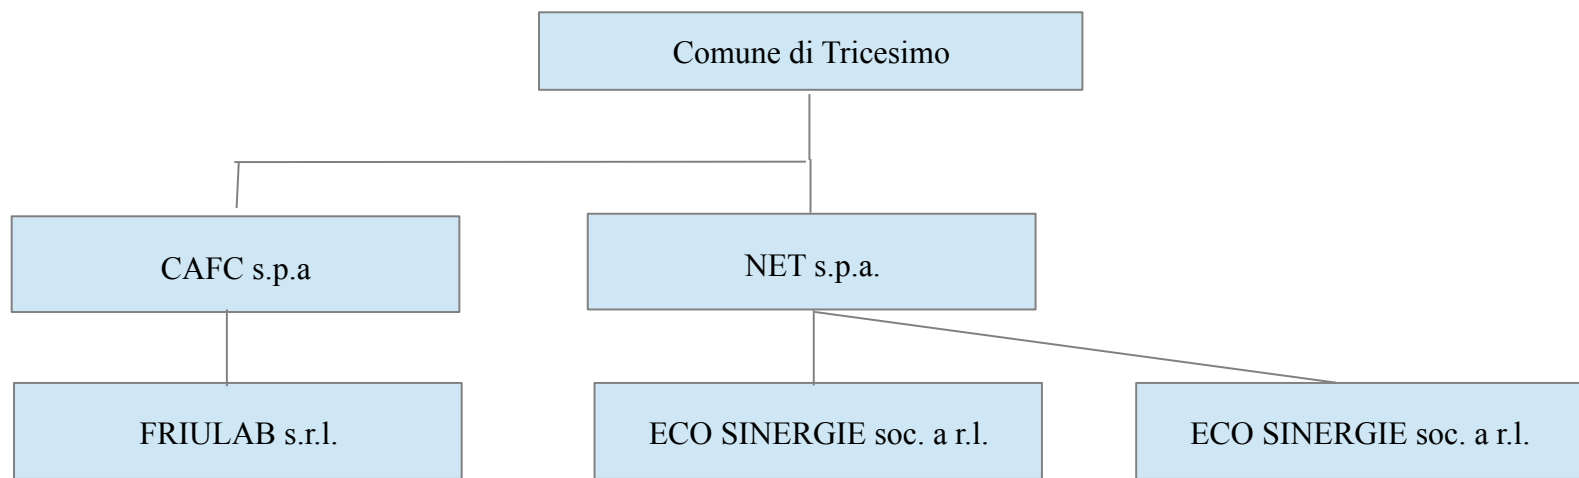 Comune di Tricesimo
CAFC s.p.a
NET s.p.a.
FRIULAB s.r.l.
ECO SINERGIE soc. a r.l.
ECO SINERGIE soc. a r.l.